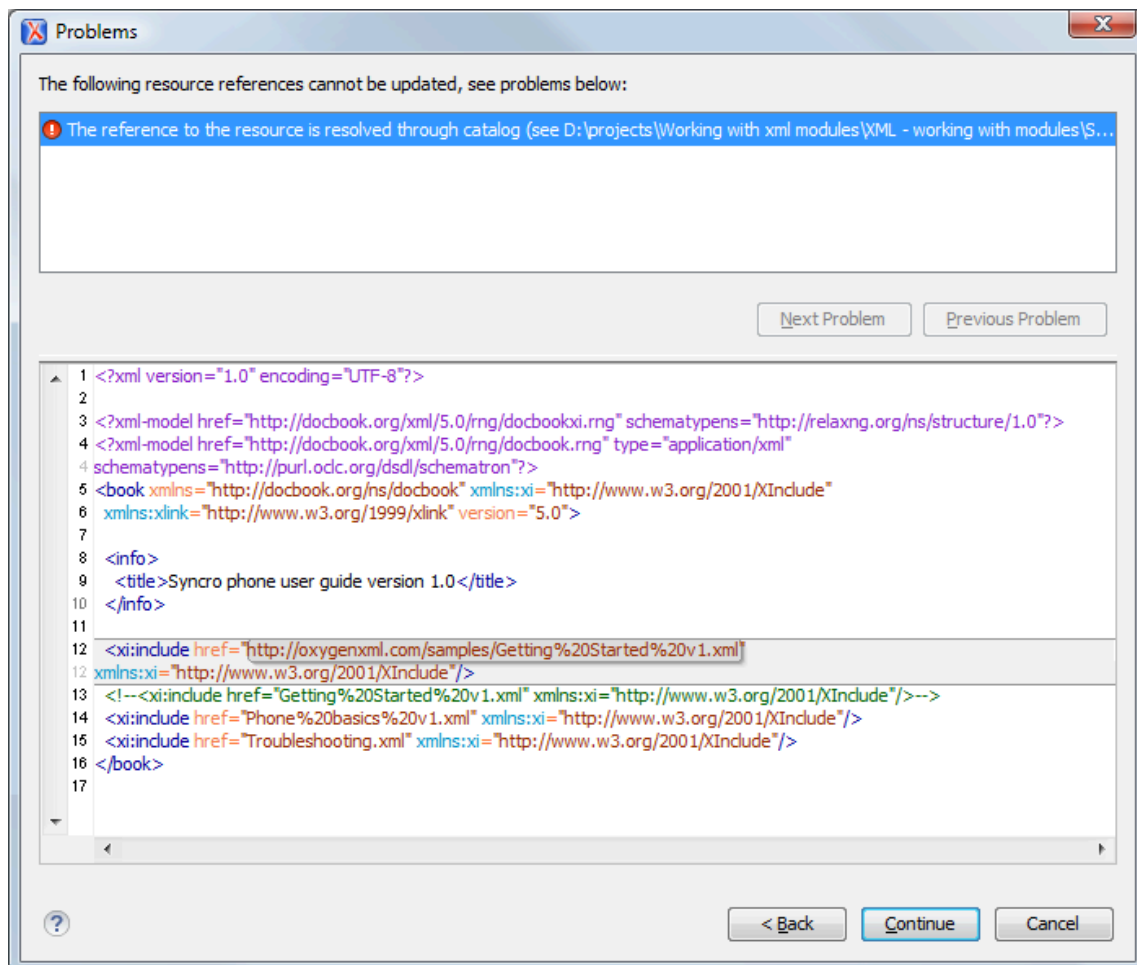 Problems
The following resource references cannot be updated, see problems below:
The reference to the resource is resolved through catalog (see D:\projects\Working with xml modules\XML - working with modules\S...
Next Problem Previous Problem
1 <?xml version="1.0" encoding="UTF-8"?>
2
3 <?xml-model href="http://docbook.org/xml/5.0/rng/docbookxi.rng" schematypens="http://relaxng.org/ns/structure/1.0"?>
4 <?xml-model href="http://docbook.org/xml/5.0/rng/docbook.rng" type="application/xml"
4 schematypens="http://purl.oclc.org/dsdl/schematron"?>
5 <book xmlns="http://docbook.org/ns/docbook" xmlns:xi="http://www.w3.org/2001/XInclude"
6 xmlns:xlink="http://www.w3.org/1999/xlink" version="5.0">
7
8 <info>
9 <title>Syncro phone user guide version 1.0</title>
10 </info>
11
12 <xi:include href="http://oxygenxml.com/samples/Getting%20Started%20v1.xml"
12 xmlns:xi="http://www.w3.org/2001/XInclude"/>
13 <!--<xi:include href="Getting%20Started%20v1.xml" xmlns:xi="http://www.w3.org/2001/XInclude"/>-->
14 <xi:include href="Phone%20basics%20v1.xml" xmlns:xi="http://www.w3.org/2001/XInclude"/>
15 <xi:include href="Troubleshooting.xml" xmlns:xi="http://www.w3.org/2001/XInclude"/>
16 </book>
17
? < Back Continue Cancel